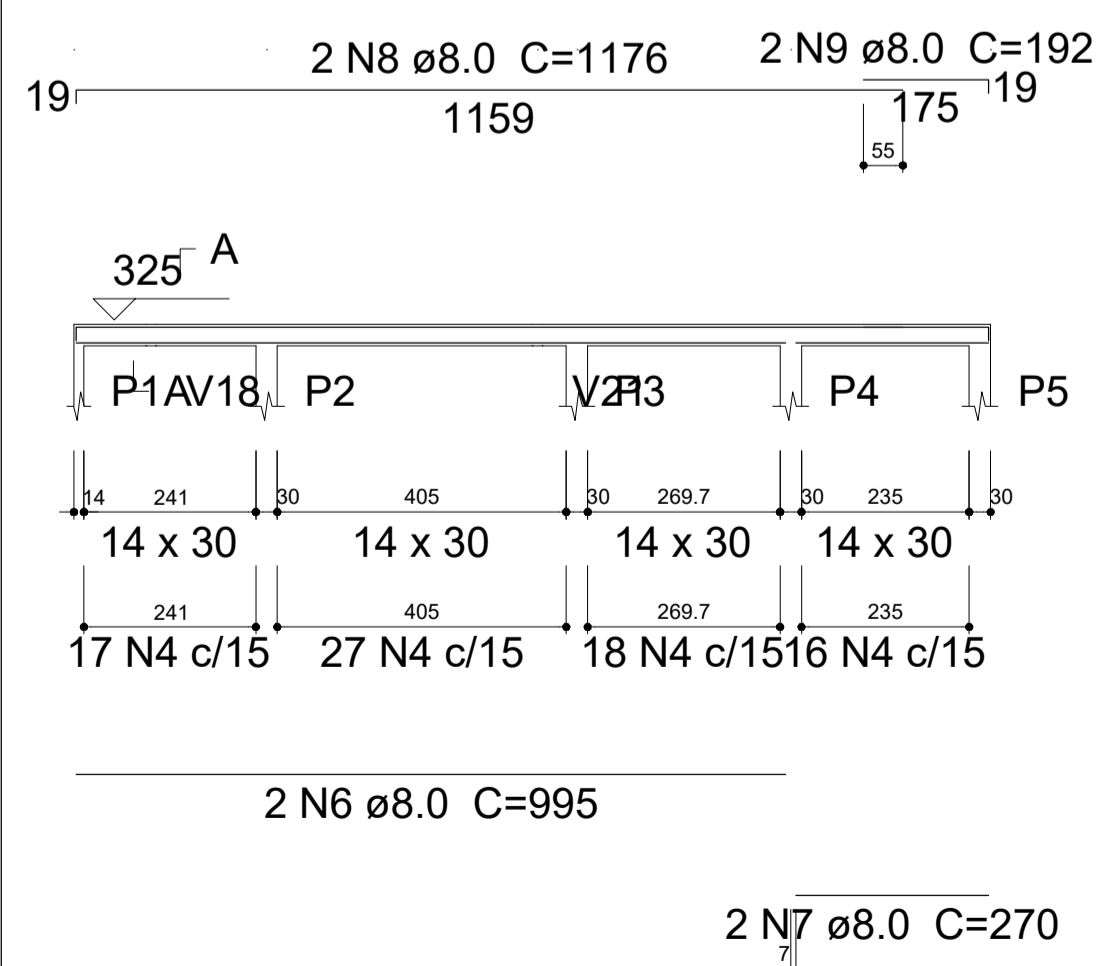 2 N8 ø8.0 C=1176
2 N9 ø8.0 C=192
19
1159
175
19
55
325
A
P1
A
V18
P2
V21
P3
P4
P5
14 241 30 405 30 269.7 30 235 30
14 x 30 14 x 30 14 x 30 14 x 30
241 405 269.7 235
17 N4 c/15 27 N4 c/15 18 N4 c/15 16 N4 c/15
2 N6 ø8.0 C=995
2 N7 ø8.0 C=270
7